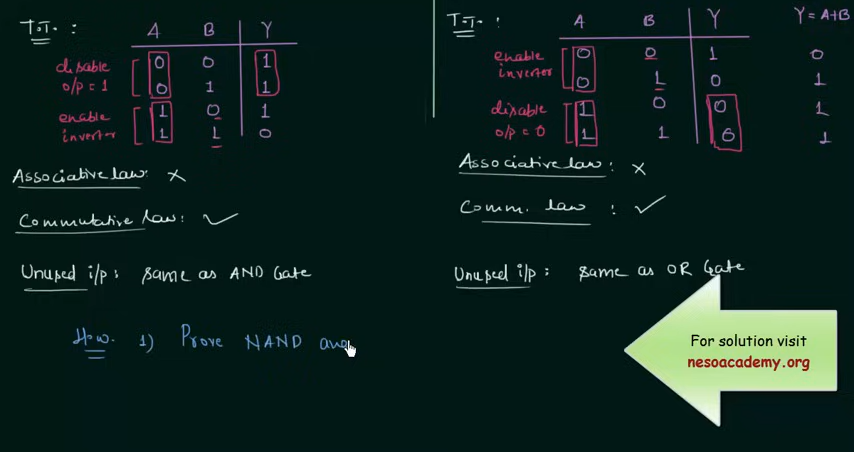 T.T. :
A B Y
disable 0 0 1
o/p = 1 0 1 1
enable 1 0 1
inverter 1 1 0
Associative law: ×
Commutative law: ✓
Unused i/p: Same as AND Gate
H.W. 1) Prove NAND and
T.T. :
A B Y Y = A+B
enable 0 0 1 0
inverter 0 1 0 1
disable 1 0 0 1
o/p = 0 1 1 0 1
Associative law: ×
Comm. law : ✓
Unused i/p: Same as OR Gate
For solution visit
nesoacademy.org